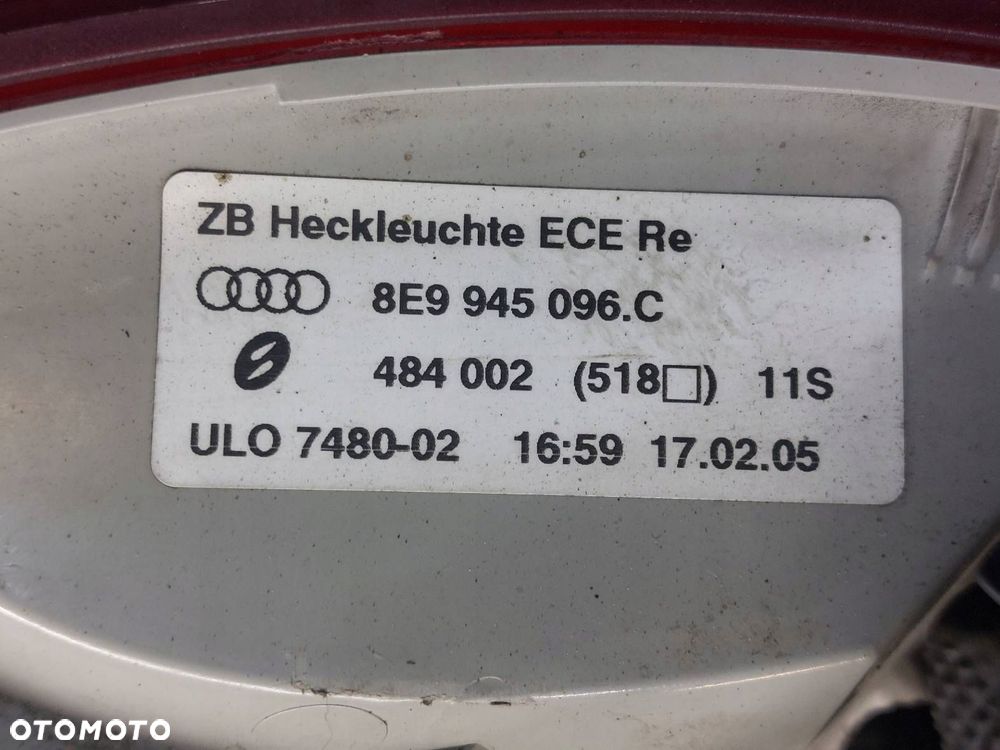 ZB Heckleuchte ECE Re
8E9 945 096.C
484 002 (518□) 11S
ULO 7480-02 16:59 17.02.05
OTOMOTO